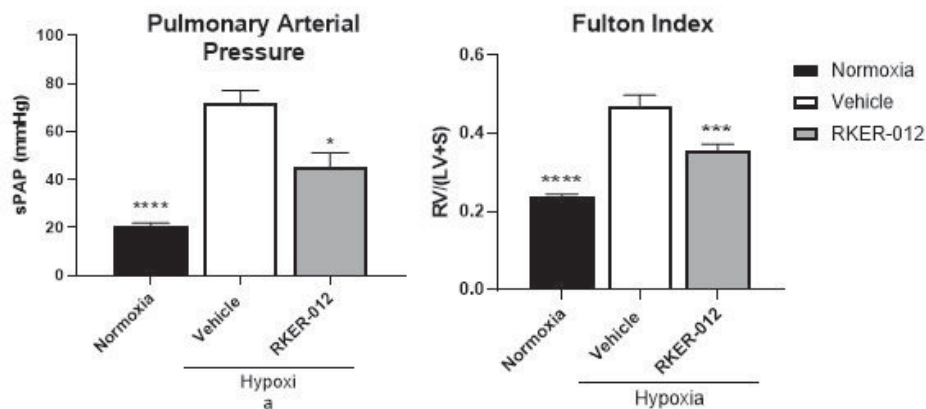 Pulmonary Arterial
Pressure
100
80
60
40
20
0
sPAP (mmHg)
****
*
Normoxia
Vehicle
RKER-012
Hypoxi
a
Fulton Index
0.6
0.4
0.2
0.0
RV/(LV+S)
****
***
Normoxia
Vehicle
RKER-012
Hypoxia
Normoxia
Vehicle
RKER-012